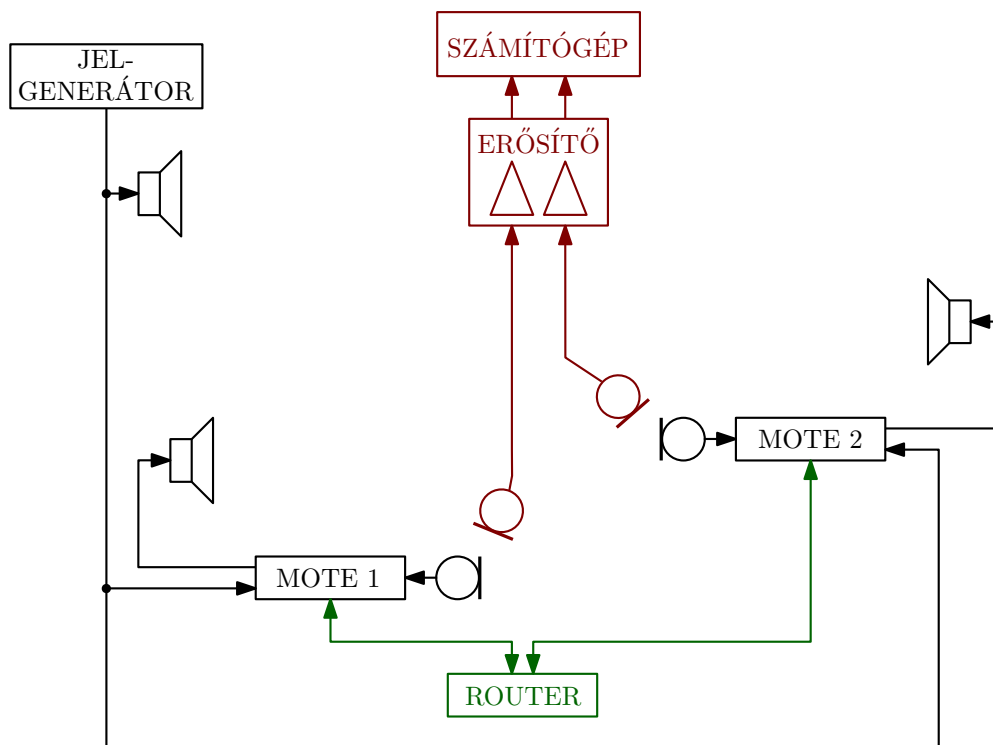 SZÁMÍTÓGÉP
JEL-
GENERÁTOR
ERŐSÍTŐ
MOTE 2
MOTE 1
ROUTER